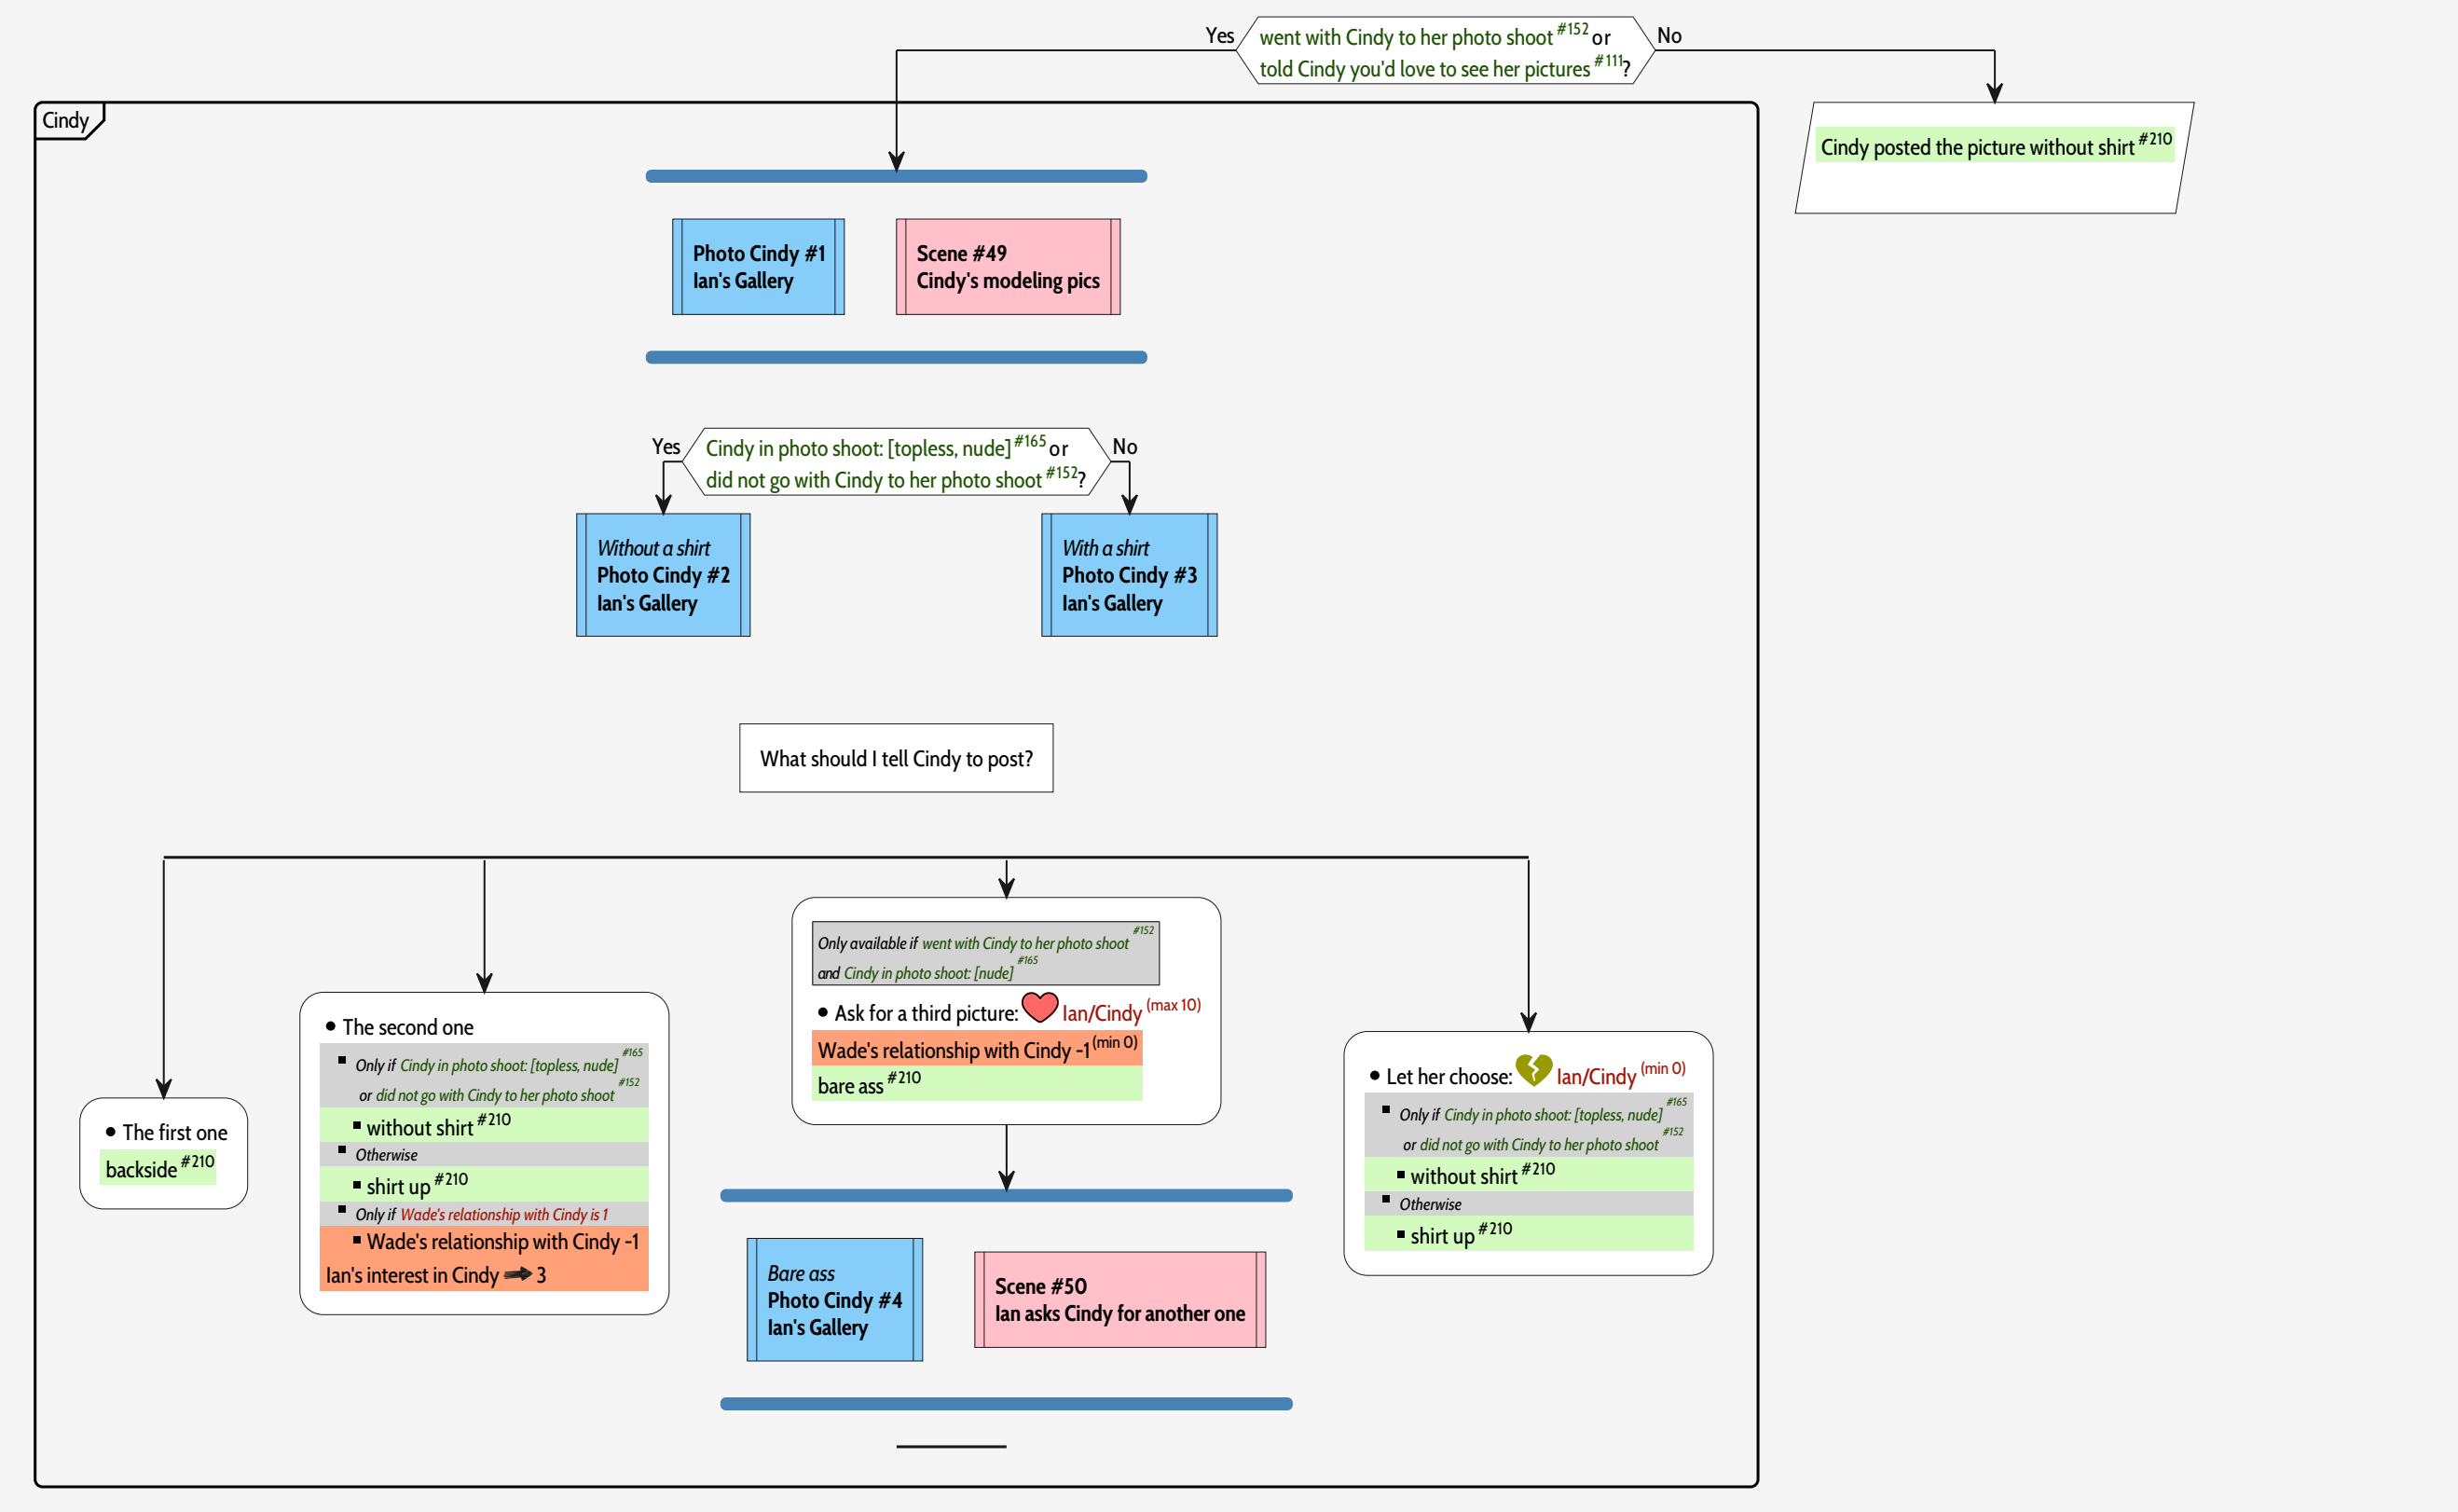 Yes
went with Cindy to her photo shoot #152 or
told Cindy you'd love to see her pictures #111?
No
Cindy
Cindy posted the picture without shirt #210
Photo Cindy #1
Ian's Gallery
Scene #49
Cindy's modeling pics
Yes
Cindy in photo shoot: [topless, nude] #165 or
did not go with Cindy to her photo shoot #152?
No
Without a shirt
Photo Cindy #2
Ian's Gallery
With a shirt
Photo Cindy #3
Ian's Gallery
What should I tell Cindy to post?
The first one
backside #210
The second one
Only if Cindy in photo shoot: [topless, nude] #165
or did not go with Cindy to her photo shoot #152
without shirt #210
Otherwise
shirt up #210
Only if Wade's relationship with Cindy is 1
Wade's relationship with Cindy -1
Ian's interest in Cindy 3
Only available if went with Cindy to her photo shoot #152
and Cindy in photo shoot: [nude] #165
Ask for a third picture: Ian/Cindy (max 10)
Wade's relationship with Cindy -1 (min 0)
bare ass #210
Bare ass
Photo Cindy #4
Ian's Gallery
Scene #50
Ian asks Cindy for another one
Let her choose: Ian/Cindy (min 0)
Only if Cindy in photo shoot: [topless, nude] #165
or did not go with Cindy to her photo shoot #152
without shirt #210
Otherwise
shirt up #210